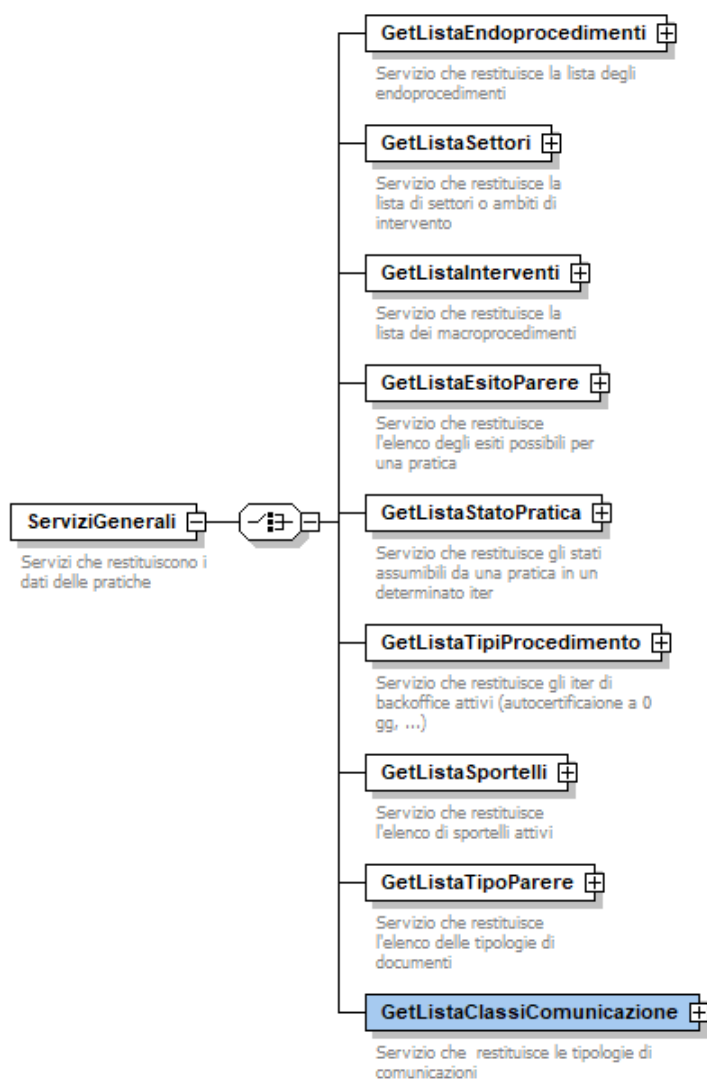 GetListaEndoprocedimenti
Servizio che restituisce la lista degli
endoprocedimenti
GetListaSettori
Servizio che restituisce la
lista di settori o ambiti di
intervento
GetListaInterventi
Servizio che restituisce la
lista dei macroprocedimenti
GetListaEsitoParere
Servizio che restituisce
l'elenco degli esiti possibili per
una pratica
ServiziGenerali
Servizi che restituiscono i
dati delle pratiche
GetListaStatoPratica
Servizio che restituisce gli stati
assumibili da una pratica in un
determinato iter
GetListaTipiProcedimento
Servizio che restituisce gli iter di
backoffice attivi (autocertificaione a 0
gg, ...)
GetListaSportelli
Servizio che restituisce
l'elenco di sportelli attivi
GetListaTipoParere
Servizio che restituisce
l'elenco delle tipologie di
documenti
GetListaClassiComunicazione
Servizio che  restituisce le tipologie di
comunicazioni